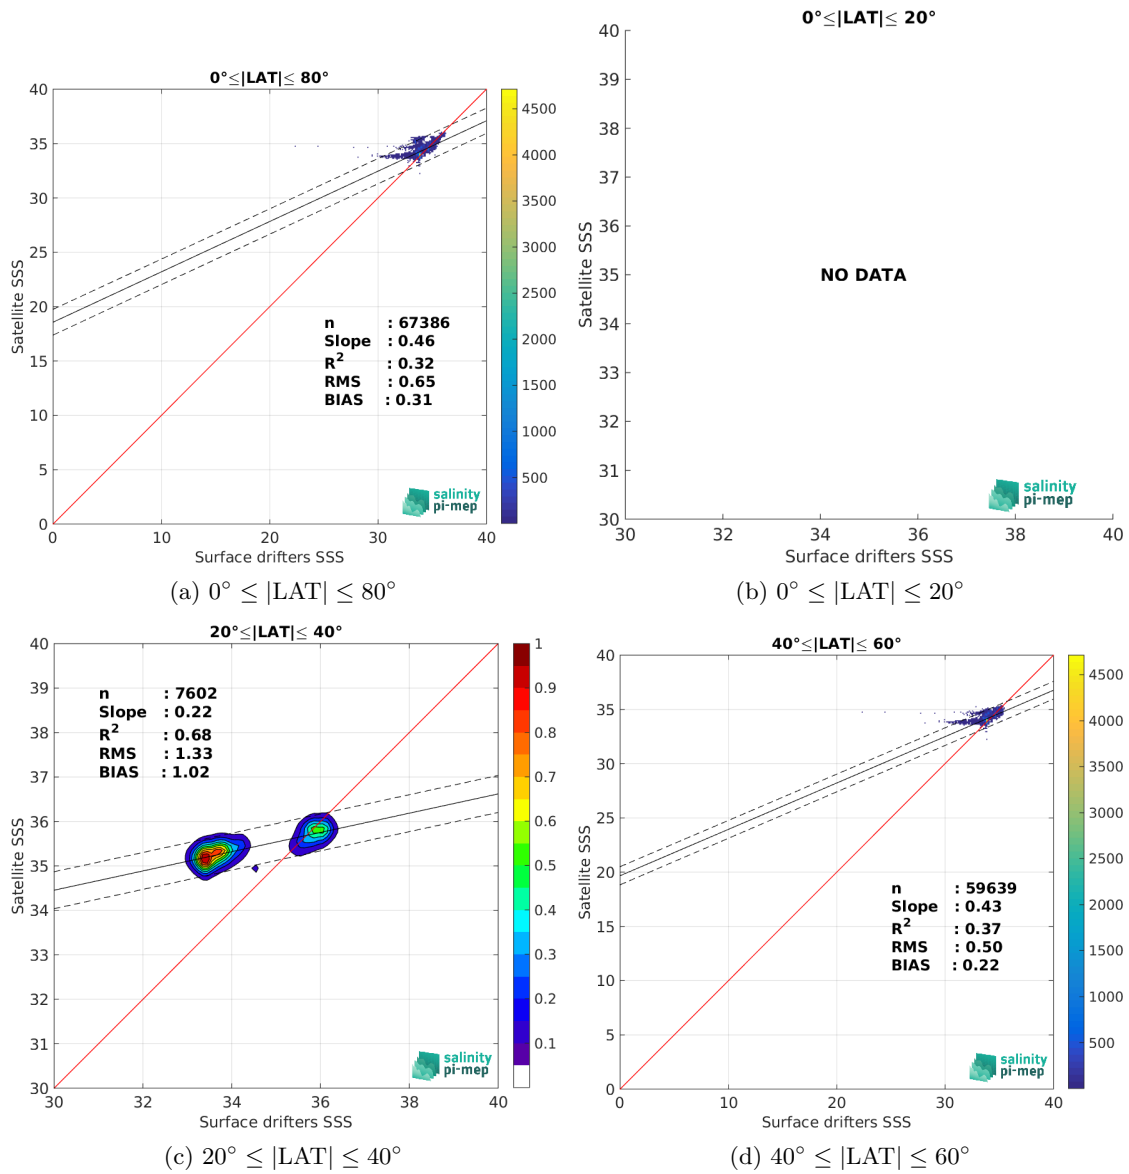 0°≤|LAT|≤ 80°
40
35
30
25
20
15
10
5
0
Satellite SSS
n : 67386
Slope : 0.46
R2 : 0.32
RMS : 0.65
BIAS : 0.31
salinity
pi-mep
0 10 20 30 40
Surface drifters SSS
4500
4000
3500
3000
2500
2000
1500
1000
500
(a) 0° ≤ |LAT| ≤ 80°
0°≤|LAT|≤ 20°
40
39
38
37
36
35
34
33
32
31
30
Satellite SSS
NO DATA
salinity
pi-mep
30 32 34 36 38 40
Surface drifters SSS
(b) 0° ≤ |LAT| ≤ 20°
20°≤|LAT|≤ 40°
40
39
38
37
36
35
34
33
32
31
30
Satellite SSS
n : 7602
Slope : 0.22
R2 : 0.68
RMS : 1.33
BIAS : 1.02
salinity
pi-mep
30 32 34 36 38 40
Surface drifters SSS
1
0.9
0.8
0.7
0.6
0.5
0.4
0.3
0.2
0.1
(c) 20° ≤ |LAT| ≤ 40°
40°≤|LAT|≤ 60°
40
35
30
25
20
15
10
5
0
Satellite SSS
n : 59639
Slope : 0.43
R2 : 0.37
RMS : 0.50
BIAS : 0.22
salinity
pi-mep
0 10 20 30 40
Surface drifters SSS
4500
4000
3500
3000
2500
2000
1500
1000
500
(d) 40° ≤ |LAT| ≤ 60°